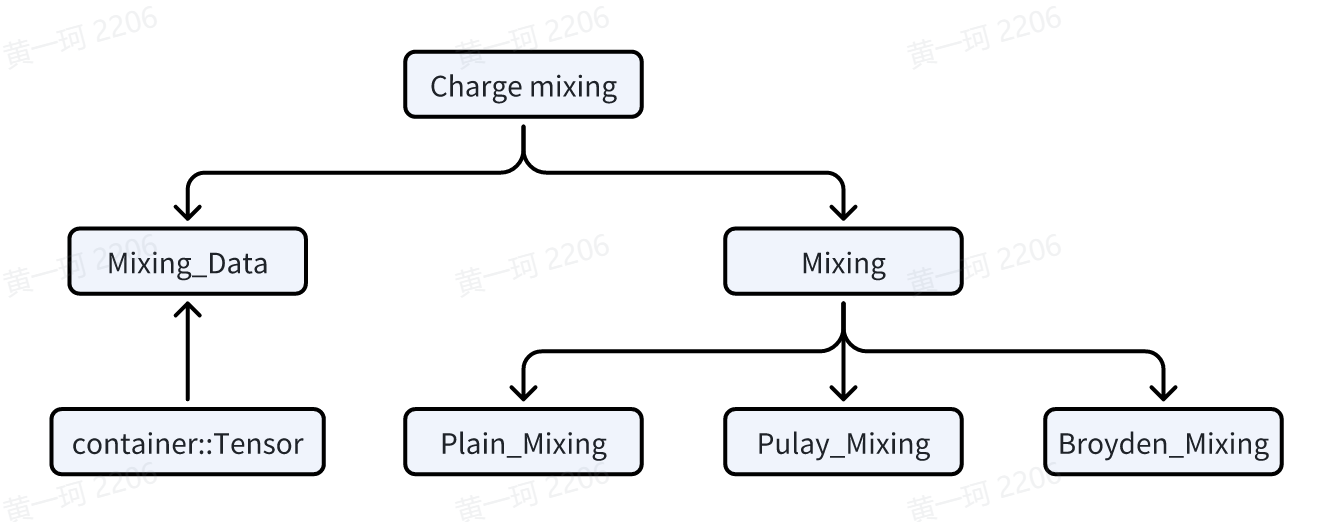 黄一珂 2206
黄一珂 2206
黄一珂 2206
Charge mixing
Mixing_Data
Mixing
黄一珂 2206
黄一珂 2206
黄一珂 2206
container::Tensor
Plain_Mixing
Pulay_Mixing
Broyden_Mixing
黄一珂 2206
黄一珂 2206
黄一珂 2206